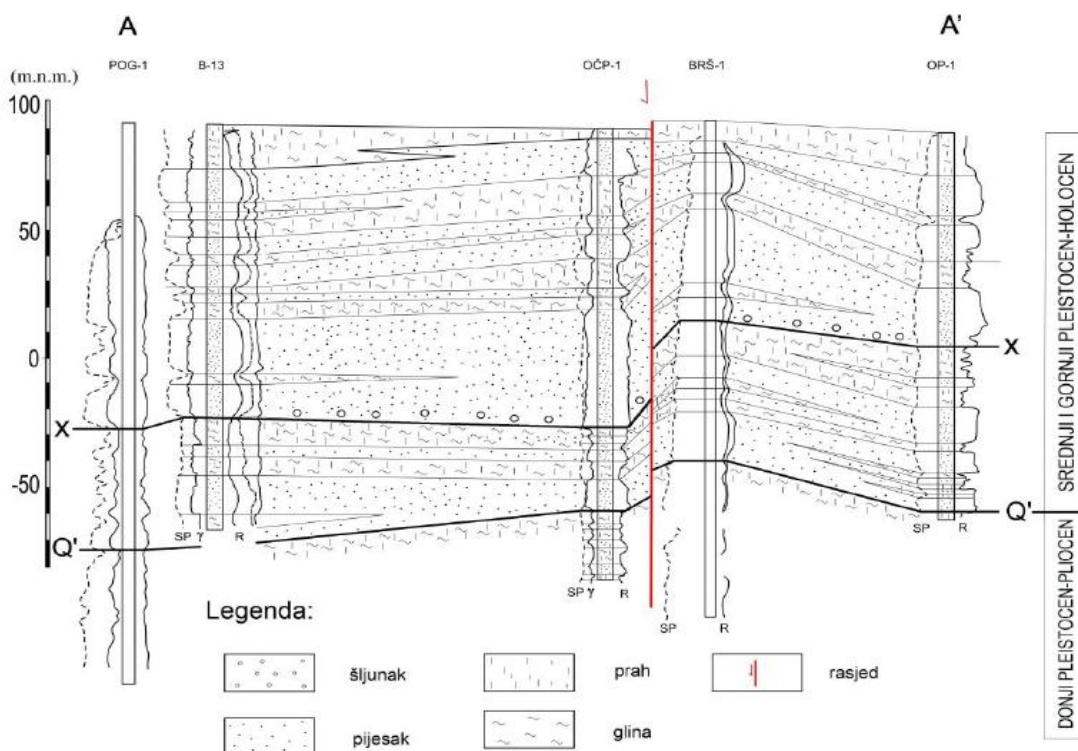 A A'
POG-1 B-13 OČP-1 BRŠ-1 OP-1
(m.n.m.)
100
50
0
-50
X
X
Q'
Q'
SP γ R
SP γ R
SP R
SP R
SREDNJI I GORNJI PLEISTOCEN-HOLOCEN
DONJI PLEISTOCEN-PLIOCEN
Legenda:
šljunak
prah
rasjed
pijesak
glina